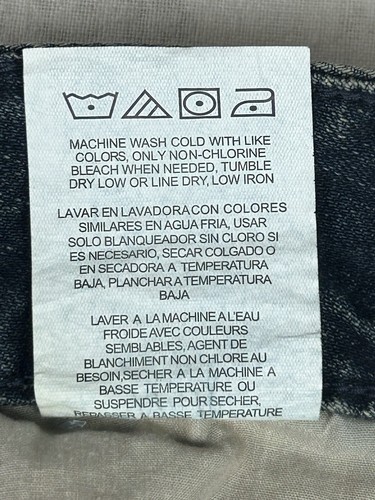 MACHINE WASH COLD WITH LIKE
COLORS, ONLY NON-CHLORINE
BLEACH WHEN NEEDED, TUMBLE
DRY LOW OR LINE DRY, LOW IRON
LAVAR EN LAVADORA CON COLORES
SIMILARES EN AGUA FRIA, USAR
SOLO BLANQUEADOR SIN CLORO SI
ES NECESARIO, SECAR COLGADO O
EN SECADORA A TEMPERATURA
BAJA, PLANCHAR A TEMPERATURA
BAJA
LAVER A LA MACHINE A L'EAU
FROIDE AVEC COULEURS
SEMBLABLES, AGENT DE
BLANCHIMENT NON CHLORE AU
BESOIN,SECHER A LA MACHINE A
BASSE TEMPERATURE OU
SUSPENDRE POUR SECHER,
REPASSER A BASSE TEMPERATURE